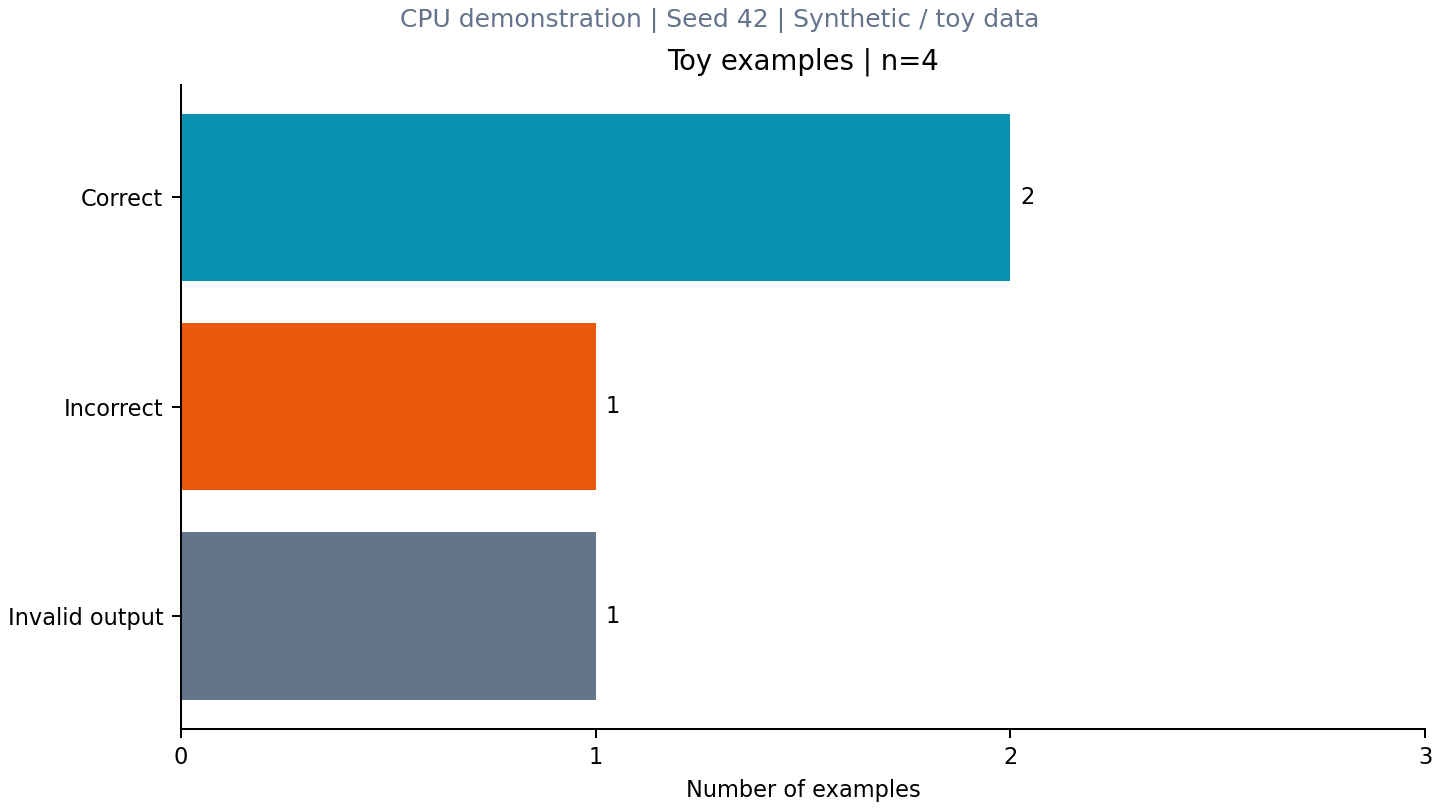 CPU demonstration | Seed 42 | Synthetic / toy data
Toy examples | n=4
Correct
2
Incorrect
1
Invalid output
1
0 1 2 3
Number of examples